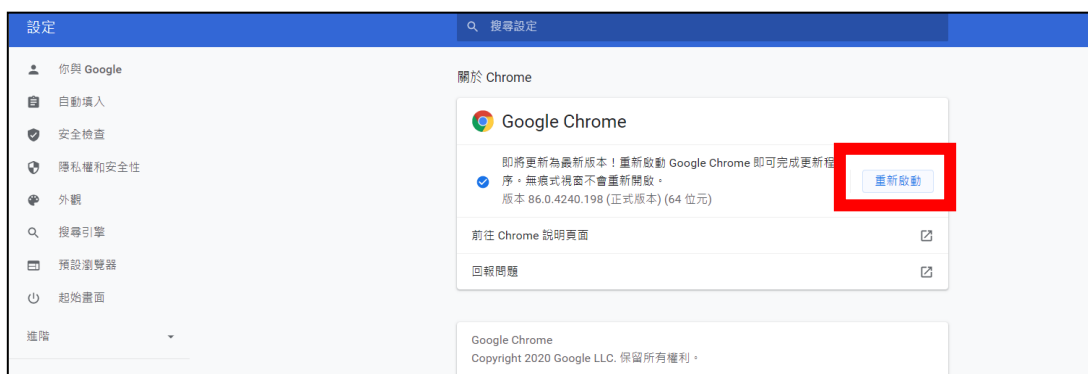 設定
搜尋設定
你與 Google
自動填入
安全檢查
隱私權和安全性
外觀
搜尋引擎
預設瀏覽器
起始畫面
進階
關於 Chrome
Google Chrome
即將更新為最新版本！重新啟動 Google Chrome 即可完成更新程
序。無痕式視窗不會重新開啟。
版本 86.0.4240.198 (正式版本) (64 位元)
重新啟動
前往 Chrome 說明頁面
回報問題
Google Chrome
Copyright 2020 Google LLC. 保留所有權利。